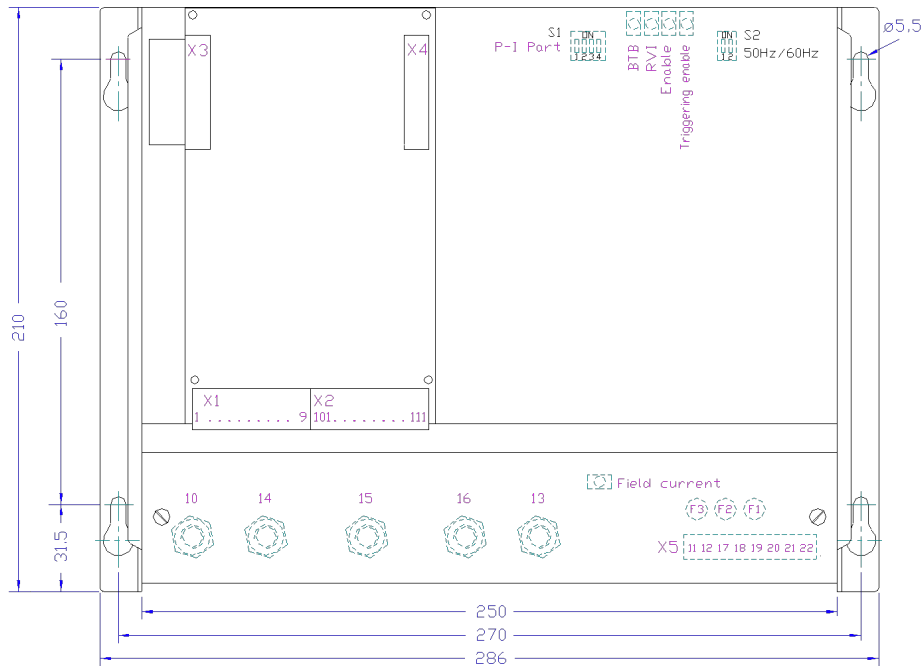 X3
X4
S1
P-I Part
ON
1 2 3 4
BTB
RVI
Enable
Triggering enable
ON
1 2
S2
50Hz/60Hz
ø5,5
160
210
31.5
X1
1 . . . . . . . . . 9
X2
101. . . . . . . . 111
Field current
10
14
15
16
13
F3
F2
F1
X5
11 12 17 18 19 20 21 22
250
270
286